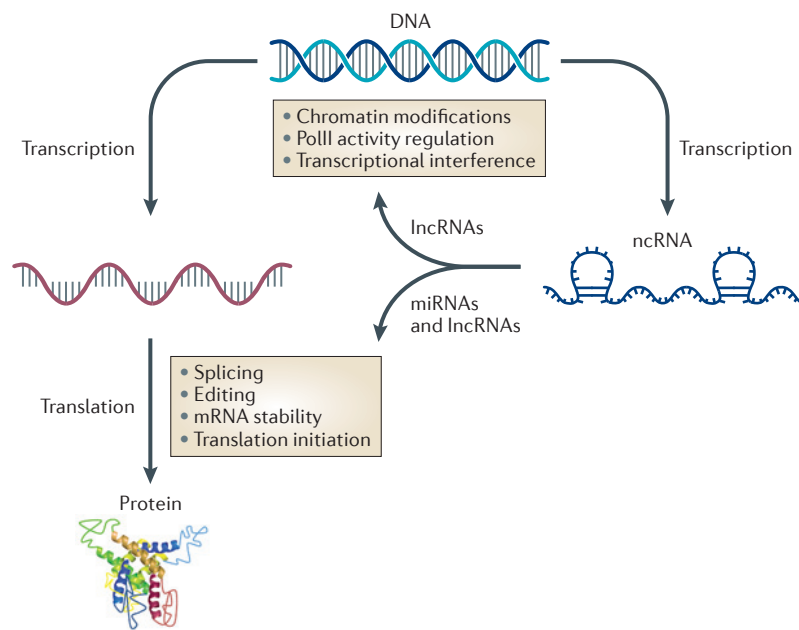 DNA
• Chromatin modifications
• PolII activity regulation
• Transcriptional interference
Transcription
Transcription
lncRNAs
ncRNA
miRNAs
and lncRNAs
• Splicing
• Editing
• mRNA stability
• Translation initiation
Translation
Protein